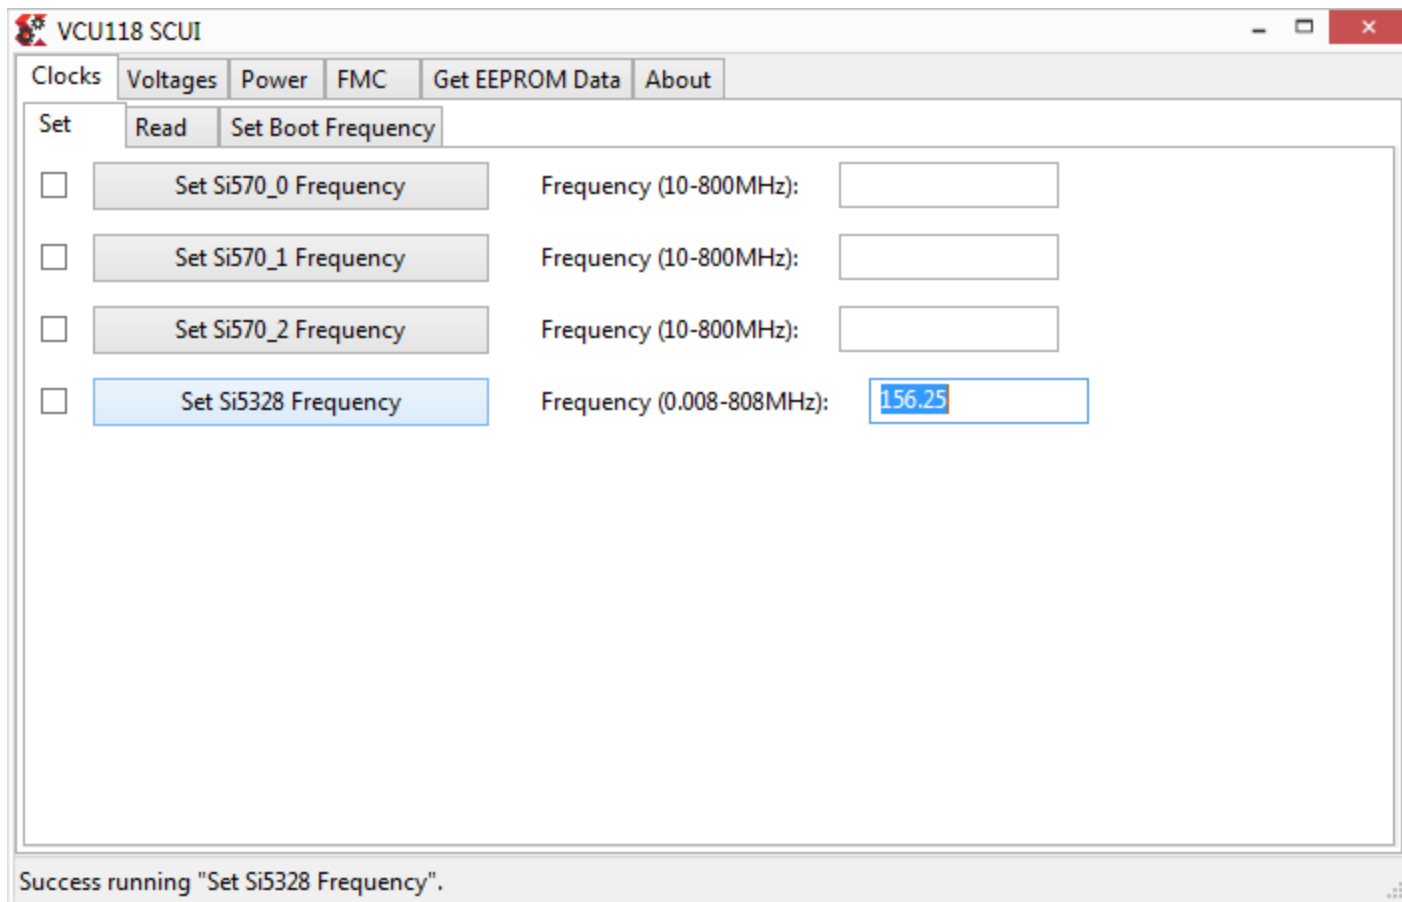 VCU118 SCUI
Clocks Voltages Power FMC Get EEPROM Data About
Set Read Set Boot Frequency
Set Si570_0 Frequency Frequency (10-800MHz):
Set Si570_1 Frequency Frequency (10-800MHz):
Set Si570_2 Frequency Frequency (10-800MHz):
Set Si5328 Frequency Frequency (0.008-808MHz): 156.25
Success running "Set Si5328 Frequency".